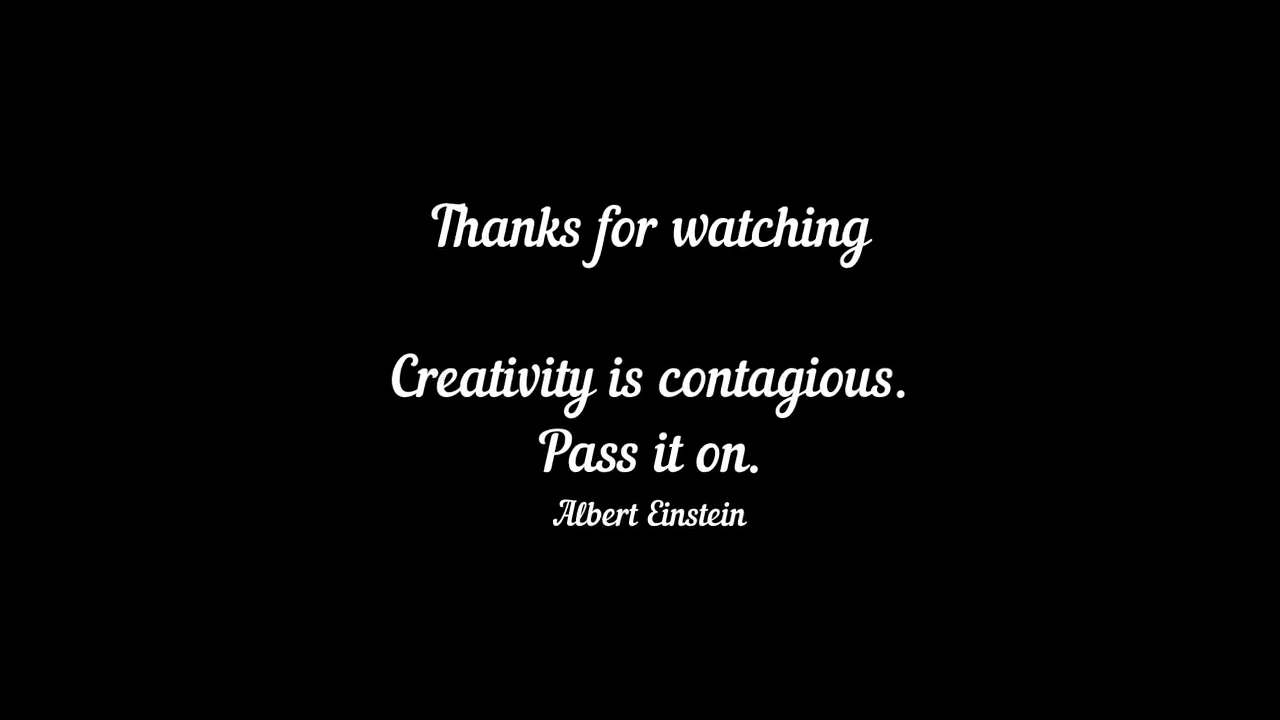 Thanks for watching
Creativity is contagious.
Pass it on.
Albert Einstein